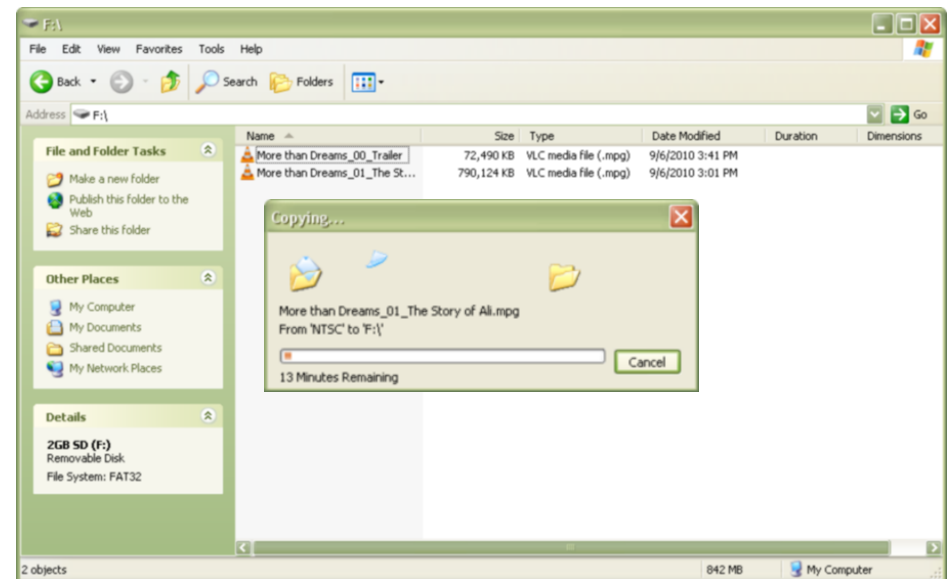 F:\
File Edit View Favorites Tools Help
Back Search Folders
Address F:\ Go
File and Folder Tasks
Make a new folder
Publish this folder to the
Web
Share this folder
Other Places
My Computer
My Documents
Shared Documents
My Network Places
Details
2GB SD (F:)
Removable Disk
File System: FAT32
Name Size Type Date Modified Duration Dimensions
More than Dreams_00_Trailer 72,490 KB VLC media file (.mpg) 9/6/2010 3:41 PM
More than Dreams_01_The St... 790,124 KB VLC media file (.mpg) 9/6/2010 3:01 PM
Copying...
More than Dreams_01_The Story of Ali.mpg
From 'NTSC' to 'F:\'
Cancel
13 Minutes Remaining
2 objects 842 MB My Computer